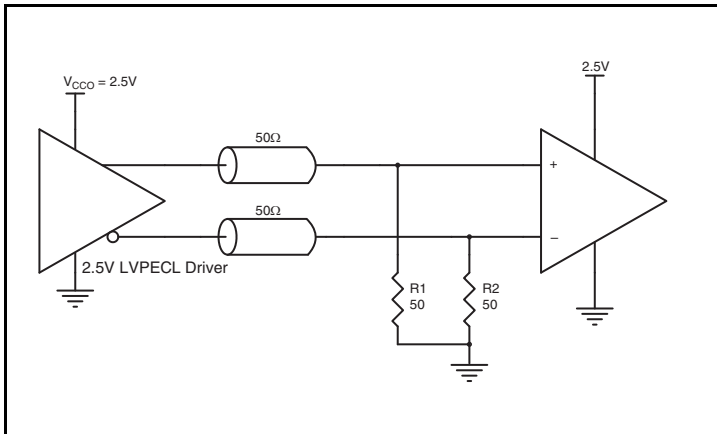 V_CCO = 2.5V
2.5V
50Ω
50Ω
+
–
2.5V LVPECL Driver
R1
50
R2
50